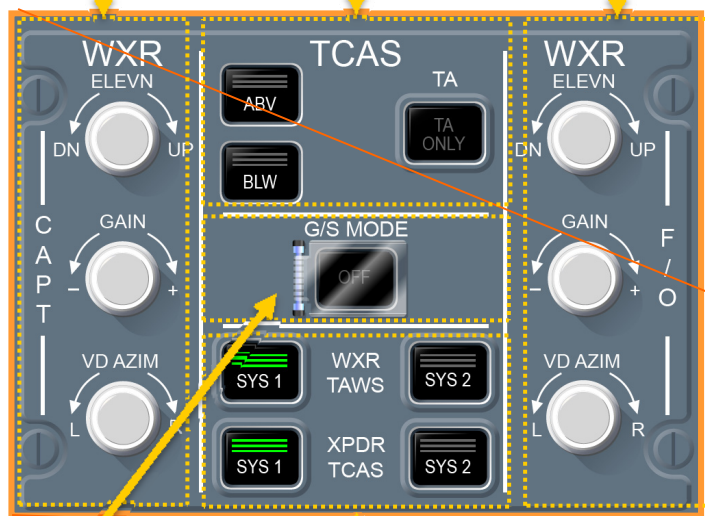 WXR
ELEVN
DN UP
GAIN
- +
VD AZIM
L R
CAPT
TCAS
ABV
TA
TA
ONLY
BLW
G/S MODE
OFF
SYS 1
WXR
TAWS
SYS 2
SYS 1
XPDR
TCAS
SYS 2
WXR
ELEVN
DN UP
GAIN
- +
VD AZIM
L R
F/O